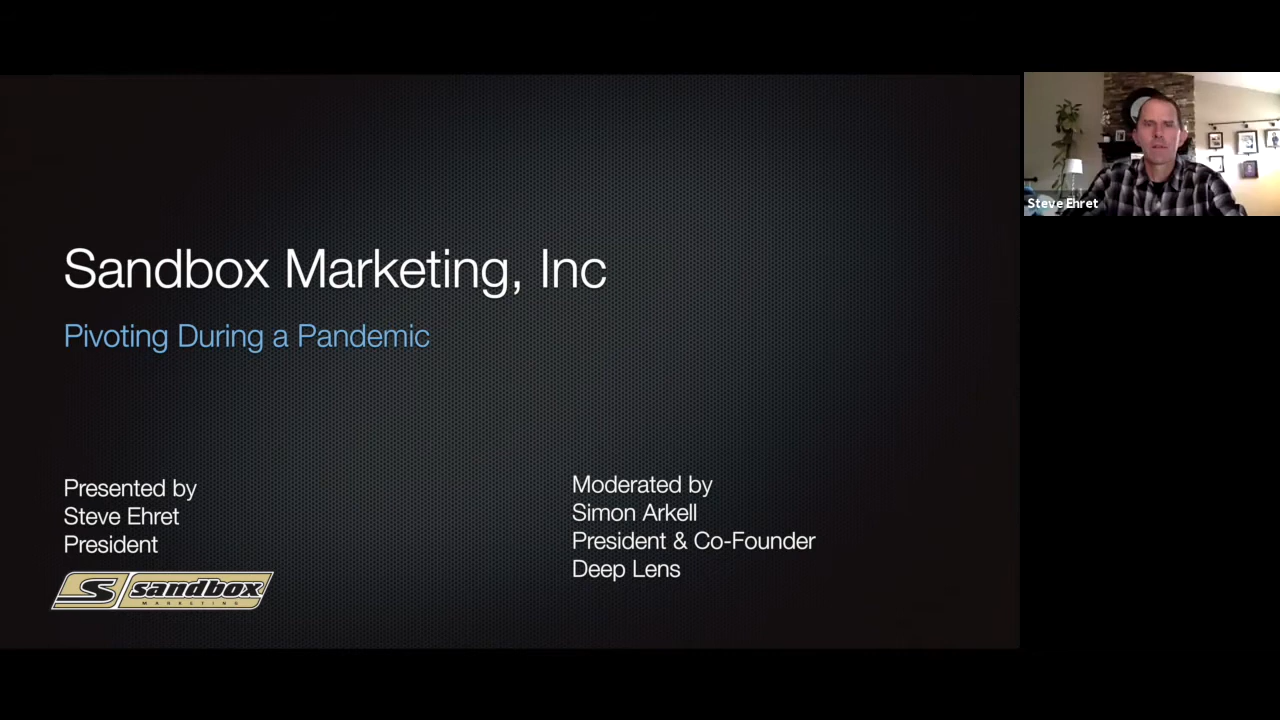 Sandbox Marketing, Inc
Pivoting During a Pandemic
Presented by
Steve Ehret
President
S sandbox
MARKETING
Moderated by
Simon Arkell
President & Co-Founder
Deep Lens
Steve Ehret